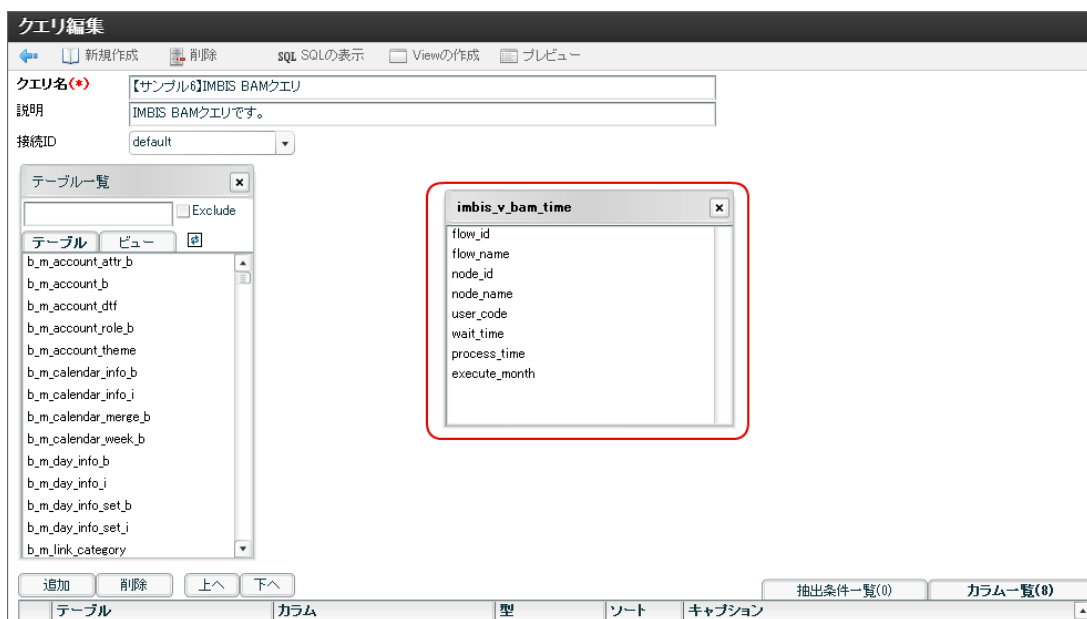 クエリ編集
新規作成 削除 SQL SQLの表示 Viewの作成 プレビュー
クエリ名(*) 【サンプル6】IMBIS BAMクエリ
説明 IMBIS BAMクエリです。
接続ID default
テーブル一覧
Exclude
テーブル ビュー
b_m_account_attr_b
b_m_account_b
b_m_account_dtf
b_m_account_role_b
b_m_account_theme
b_m_calendar_info_b
b_m_calendar_info_i
b_m_calendar_merge_b
b_m_calendar_week_b
b_m_day_info_b
b_m_day_info_i
b_m_day_info_set_b
b_m_day_info_set_i
b_m_link_category
imbis_v_bam_time
flow_id
flow_name
node_id
node_name
user_code
wait_time
process_time
execute_month
追加 削除 上へ 下へ 抽出条件一覧(0) カラム一覧(8)
テーブル カラム 型 ソート キャプション